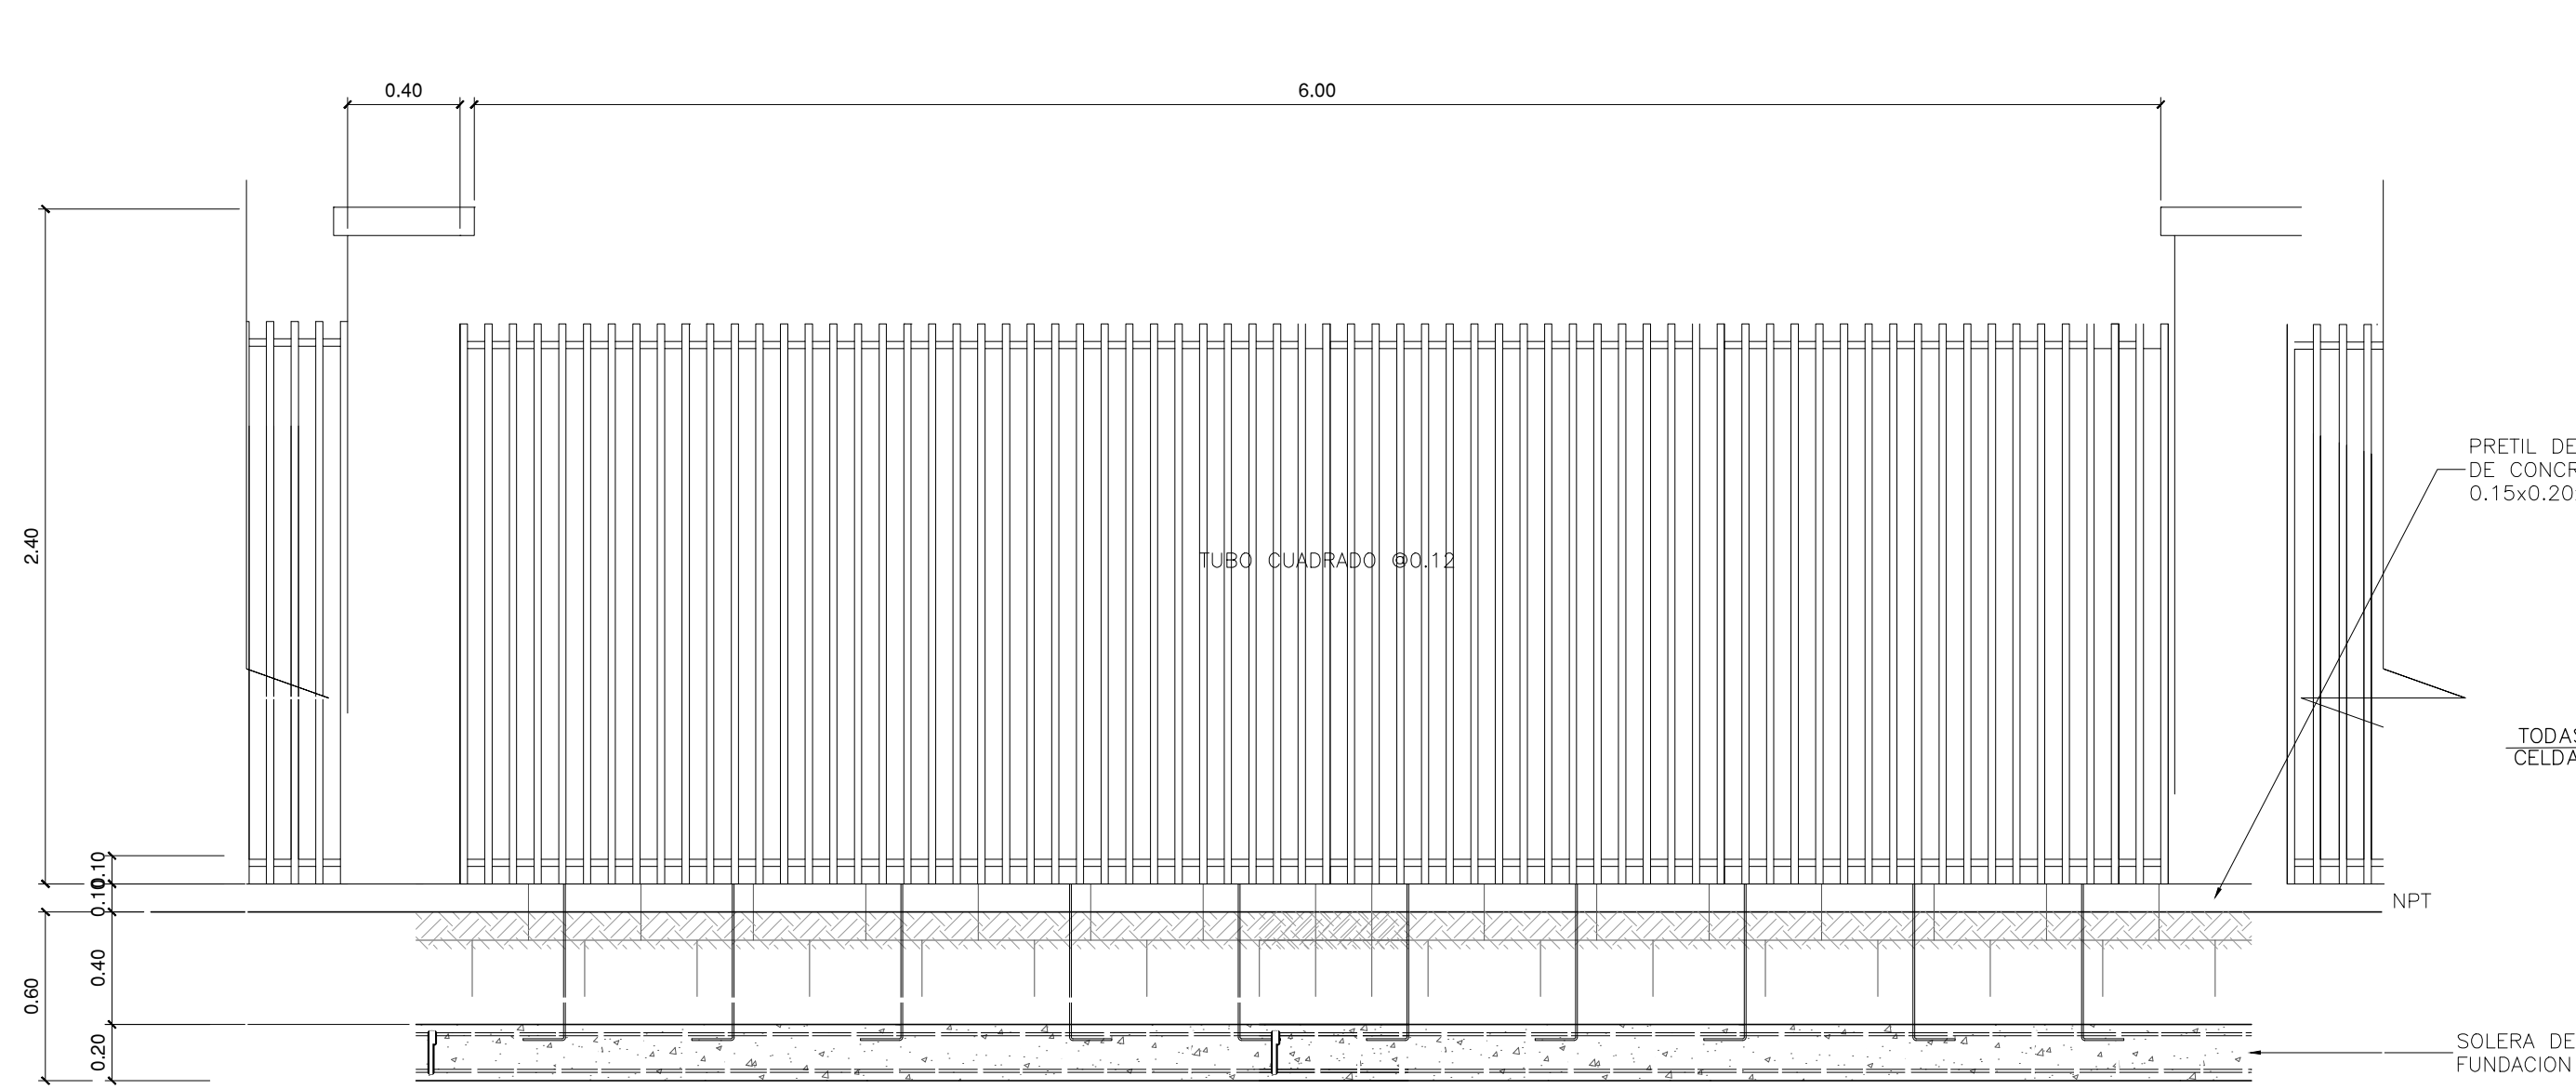 0.40
6.00
2.40
PRETIL DE
DE CONCR
0.15x0.20
TUBO CUADRADO @0.12
TODAS
CELDA
0.10
0.10
NPT
0.40
0.60
0.20
SOLERA DE
FUNDACION